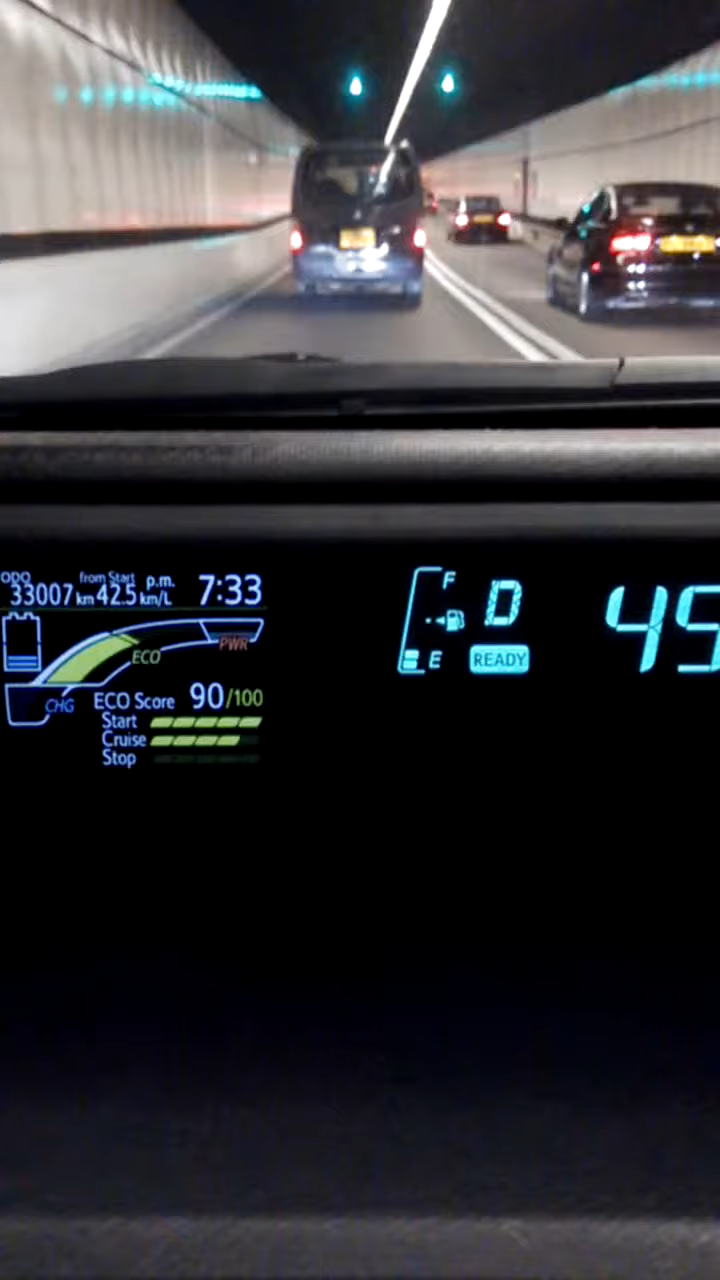 ODO from Start p.m.
33007 km 42.5 km/L 7:33
ECO PWR
CHG
ECO Score 90/100
Start
Cruise
Stop
F
D
E READY
45